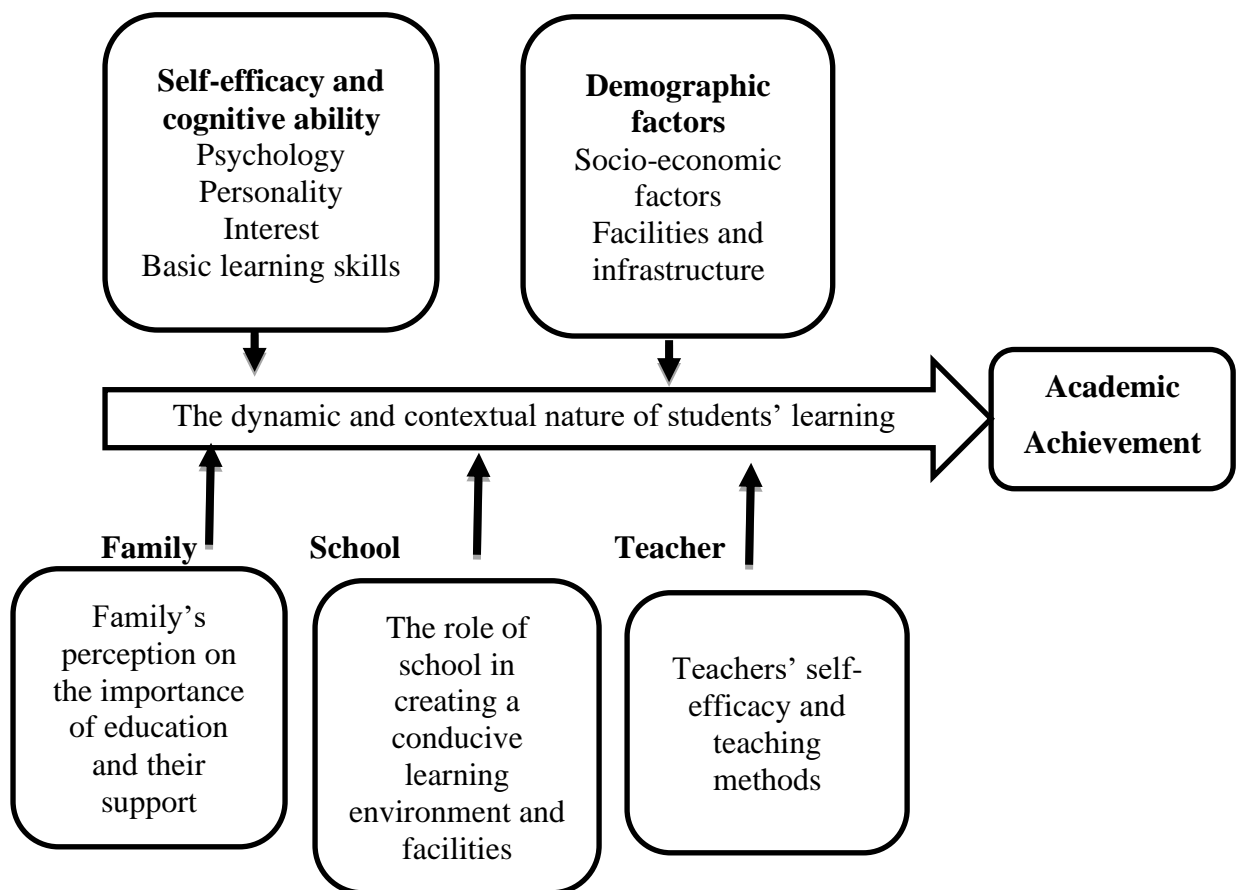 Self-efficacy and
cognitive ability
Psychology
Personality
Interest
Basic learning skills
Demographic
factors
Socio-economic
factors
Facilities and
infrastructure
The dynamic and contextual nature of students’ learning
Academic
Achievement
Family
Family’s
perception on
the importance
of education
and their
support
School
The role of
school in
creating a
conducive
learning
environment and
facilities
Teacher
Teachers’ self-
efficacy and
teaching
methods